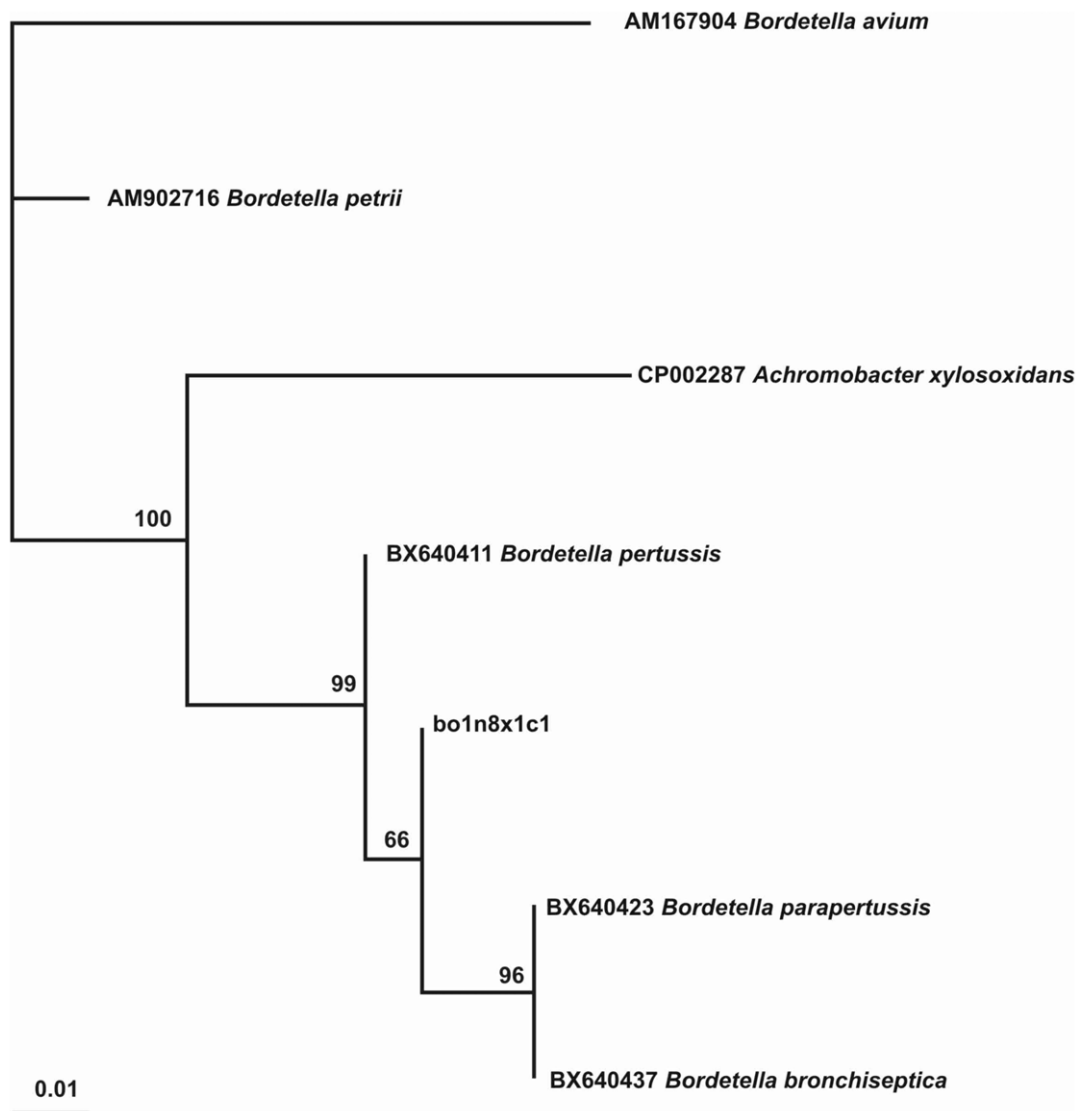 AM167904 Bordetella avium
AM902716 Bordetella petrii
CP002287 Achromobacter xylosoxidans
100
BX640411 Bordetella pertussis
99
bo1n8x1c1
66
BX640423 Bordetella parapertussis
96
BX640437 Bordetella bronchiseptica
0.01